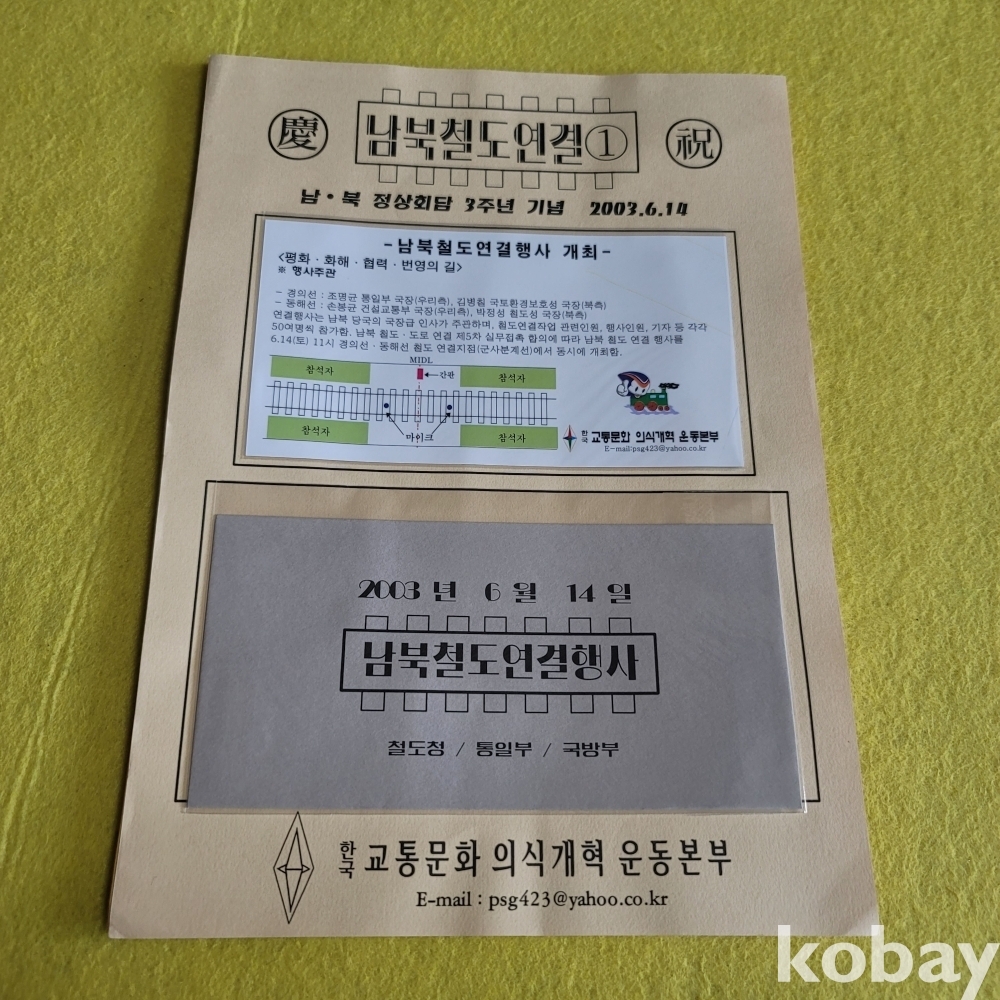 慶 남북철도연결① 祝
남·북 정상회담 3주년 기념 2003.6.14
-남북철도연결행사 개최-
<평화·화해·협력·번영의 길>
※ 행사주관
- 경의선 : 조명균 통일부 국장(우리측), 김병칠 국토환경보호성 국장(북측)
- 동해선 : 손봉균 건설교통부 국장(우리측), 박정성 철도성 국장(북측)
연결행사는 남북 당국의 국장급 인사가 주관하며, 철도연결작업 관련인원, 행사인원, 기자 등 각각
50여명씩 참가함. 남북 철도·도로 연결 제5차 실무접촉 합의에 따라 남북 철도 연결 행사를
6.14(토) 11시 경의선·동해선 철도 연결지점(군사분계선)에서 동시에 개최함.
MIDL
참석자 간판 참석자
참석자 마이크 참석자
한국 교통문화 의식개혁 운동본부
E-mail:psg423@yahoo.co.kr
2003 년 6 월 14 일
남북철도연결행사
철도청 / 통일부 / 국방부
한국 교통문화 의식개혁 운동본부
E-mail : psg423@yahoo.co.kr
kobay